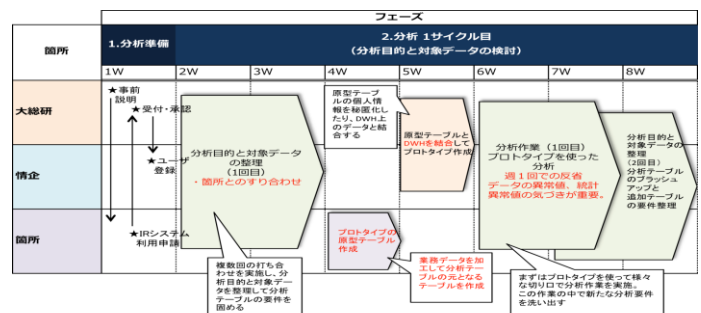 フェーズ
箇所
1.分析準備
2.分析 1サイクル目
(分析目的と対象データの検討)
1W
2W
3W
4W
5W
6W
7W
8W
大総研
情企
箇所
★事前
説明
★受付・承認
★ユーザ
登録
★IRシステム
利用申請
分析目的と対象データ
の整理
(1回目)
・箇所とのすり合わせ
複数回の打ち合
わせを実施し、分
析目的と対象デー
タを整理して分析
テーブルの要件を
固める
原型テーブ
ルの個人情
報を秘匿化し
たり、DWH上
のデータと結合
する
原型テーブルと
DWHを結合して
プロトタイプ作成
プロトタイプの
原型テーブル
作成
業務データを加
工して分析テー
ブルの元となる
テーブルを作成
分析作業(1回目)
プロトタイプを使った
分析
週1回での反省
データの異常値、統計
異常値の気づきが重要。
まずはプロトタイプを使って様々
な切り口で分析作業を実施。
この作業の中で新たな分析要件
を洗い出す
分析目的と
対象データの
整理
(2回目)
分析テーブル
のブラッシュ
アップと
追加テーブル
の要件整理